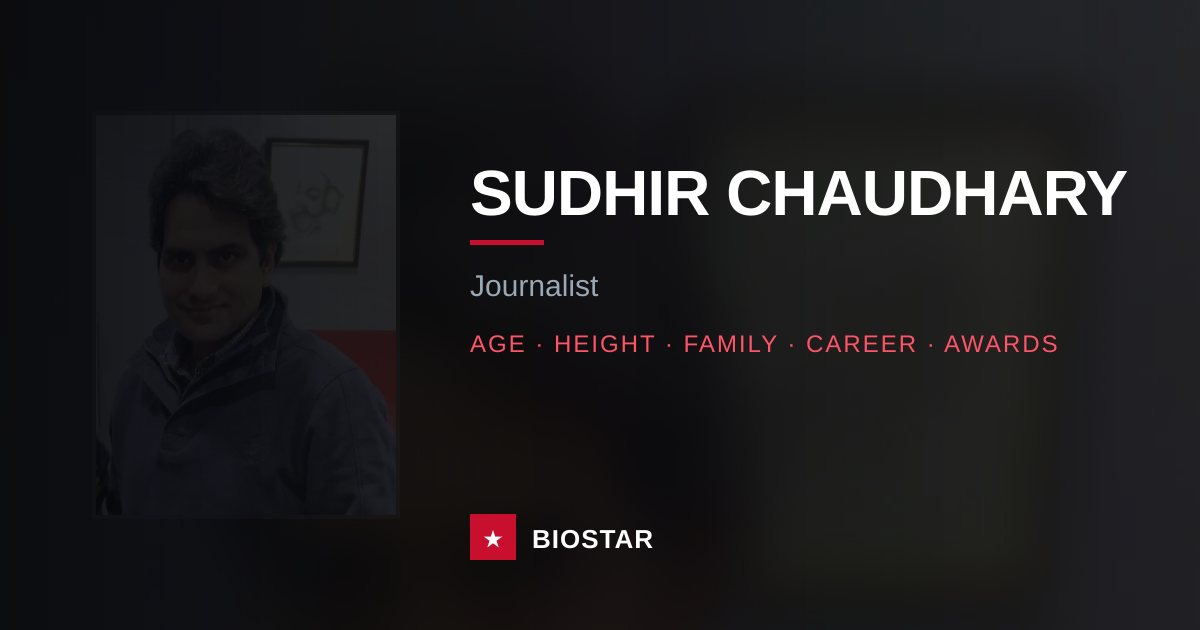 SUDHIR CHAUDHARY
Journalist
AGE · HEIGHT · FAMILY · CAREER · AWARDS
BIOSTAR